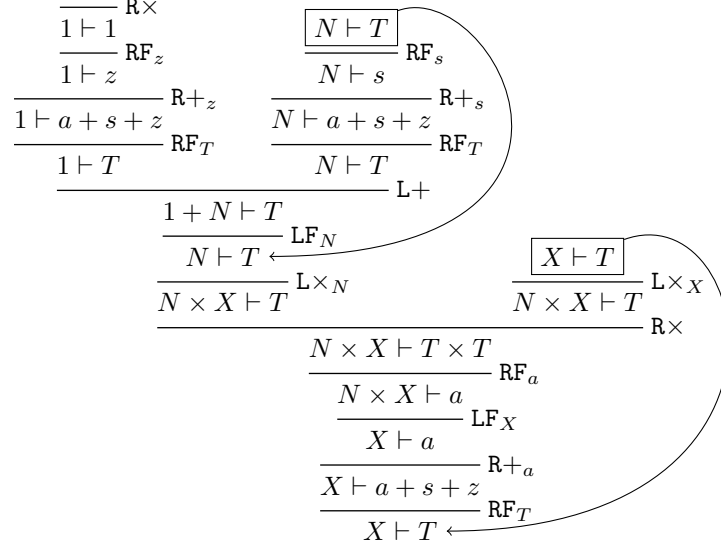 R×
1 ⊢ 1 N ⊢ T
RF_z RF_s
1 ⊢ z N ⊢ s
R+_z R+_s
1 ⊢ a + s + z N ⊢ a + s + z
RF_T RF_T
1 ⊢ T N ⊢ T
L+
1 + N ⊢ T
LF_N
N ⊢ T X ⊢ T
L×_N L×_X
N × X ⊢ T N × X ⊢ T
R×
N × X ⊢ T × T
RF_a
N × X ⊢ a
LF_X
X ⊢ a
R+_a
X ⊢ a + s + z
RF_T
X ⊢ T